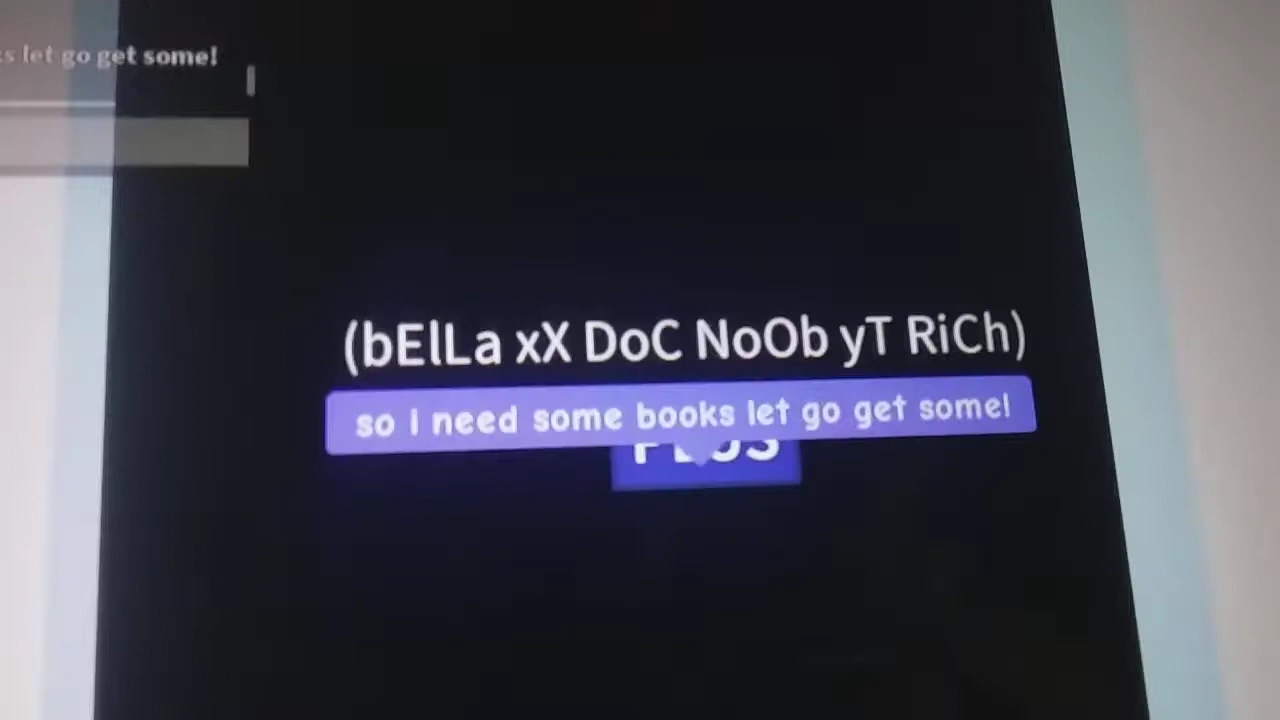 s let go get some!
(bElLa xX DoC NoOb yT RiCh)
so i need some books let go get some!